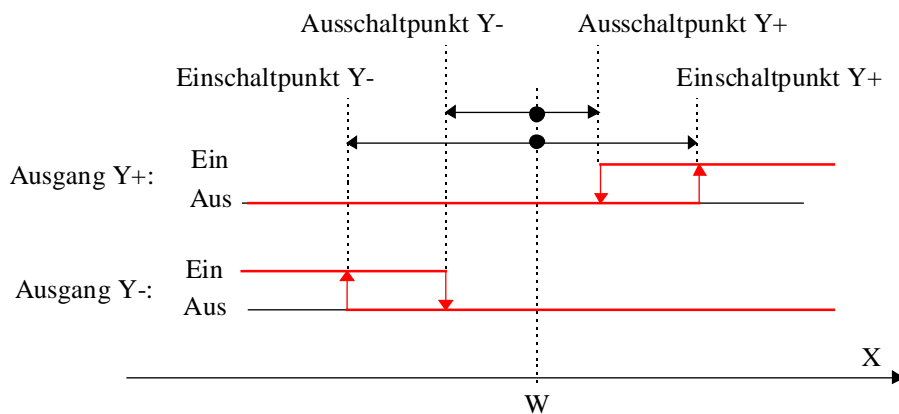 Ausschaltpunkt Y-
Ausschaltpunkt Y+
Einschaltpunkt Y-
Einschaltpunkt Y+
Ausgang Y+:
Ein
Aus
Ausgang Y-:
Ein
Aus
X
W